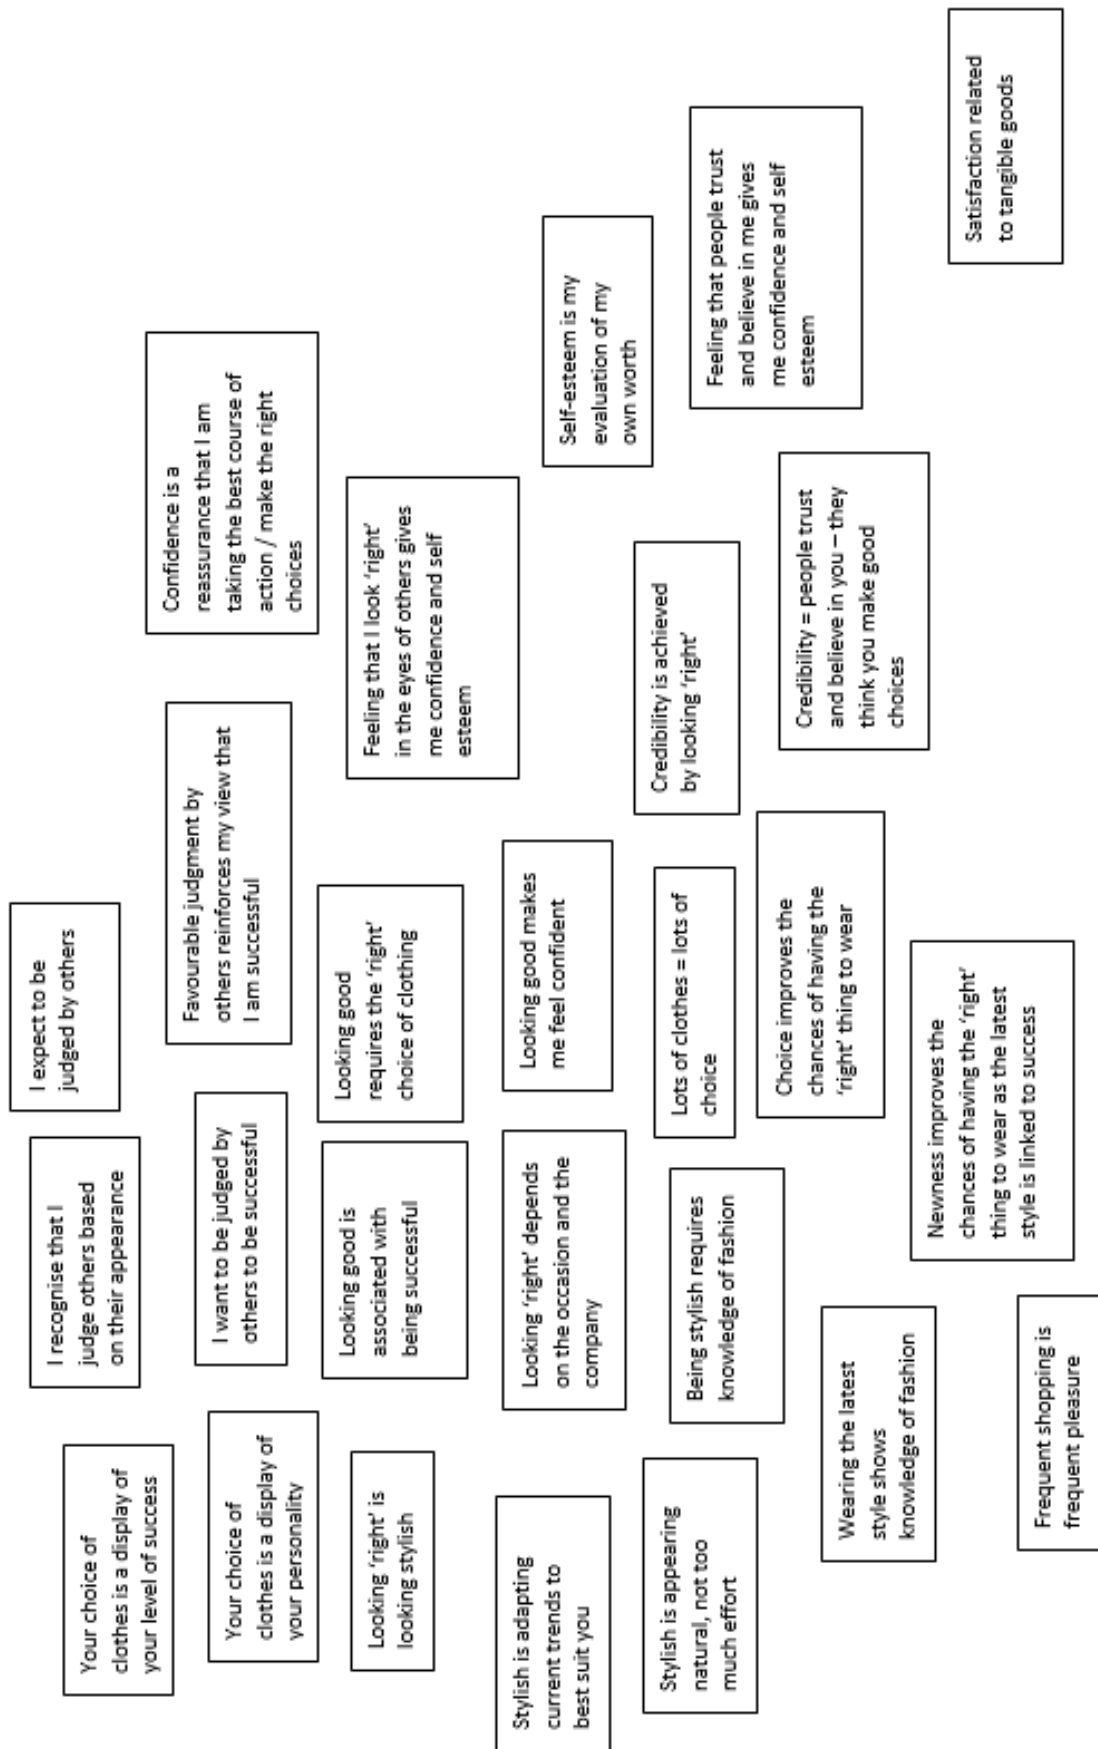 Your choice of
clothes is a display of
your level of success
I recognise that I
judge others based
on their appearance
I expect to be
judged by others
Your choice of
clothes is a display of
your personality
I want to be judged by
others to be successful
Favourable judgment by
others reinforces my view that
I am successful
Confidence is a
reassurance that I am
taking the best course of
action / make the right
choices
Looking ‘right’ is
looking stylish
Looking good is
associated with
being successful
Looking good
requires the ‘right’
choice of clothing
Feeling that I look ‘right’
in the eyes of others gives
me confidence and self
esteem
Stylish is adapting
current trends to
best suit you
Looking ‘right’ depends
on the occasion and the
company
Looking good makes
me feel confident
Self-esteem is my
evaluation of my
own worth
Stylish is appearing
natural, not too
much effort
Being stylish requires
knowledge of fashion
Lots of clothes = lots of
choice
Credibility is achieved
by looking ‘right’
Feeling that people trust
and believe in me gives
me confidence and self
esteem
Wearing the latest
style shows
knowledge of fashion
Choice improves the
chances of having the
‘right’ thing to wear
Credibility = people trust
and believe in you – they
think you make good
choices
Newness improves the
chances of having the ‘right’
thing to wear as the latest
style is linked to success
Frequent shopping is
frequent pleasure
Satisfaction related
to tangible goods